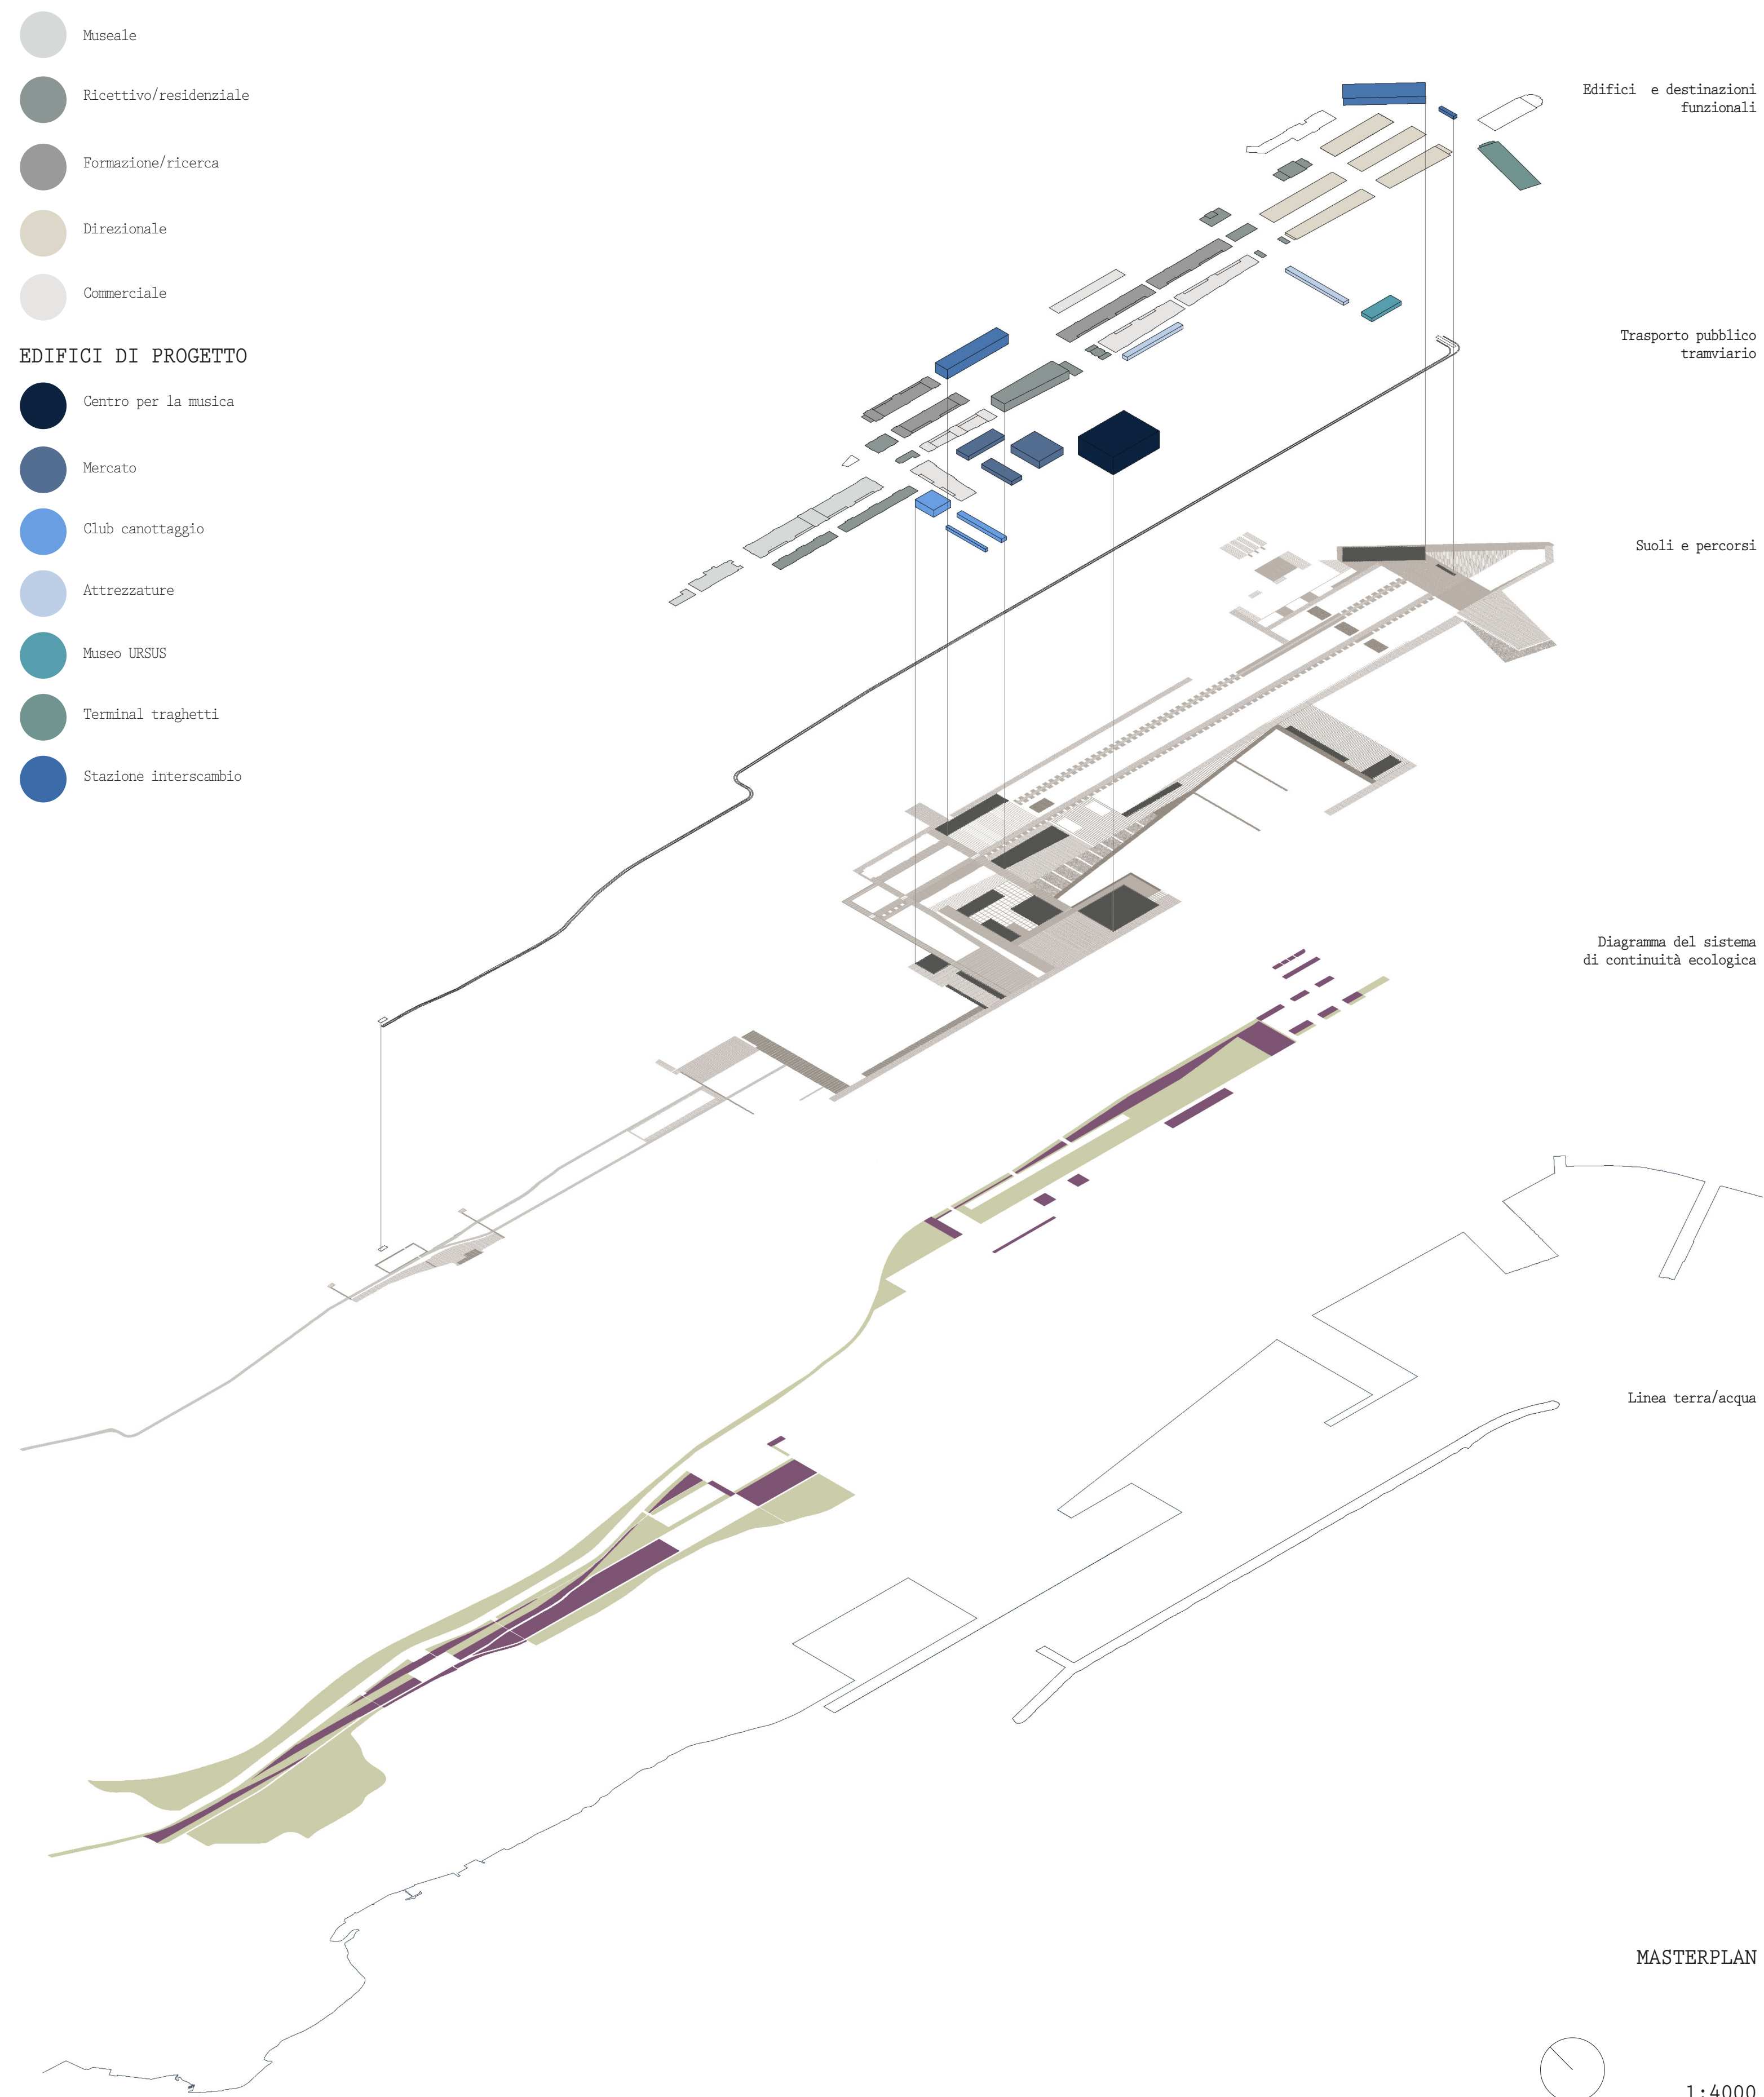 Museale
Ricettivo/residenziale
Formazione/ricerca
Direzionale
Commerciale
EDIFICI DI PROGETTO
Centro per la musica
Mercato
Club canottaggio
Attrezzature
Museo URSUS
Terminal traghetti
Stazione interscambio
Edifici e destinazioni
funzionali
Trasporto pubblico
tramviario
Suoli e percorsi
Diagramma del sistema
di continuità ecologica
Linea terra/acqua
MASTERPLAN
1:4000